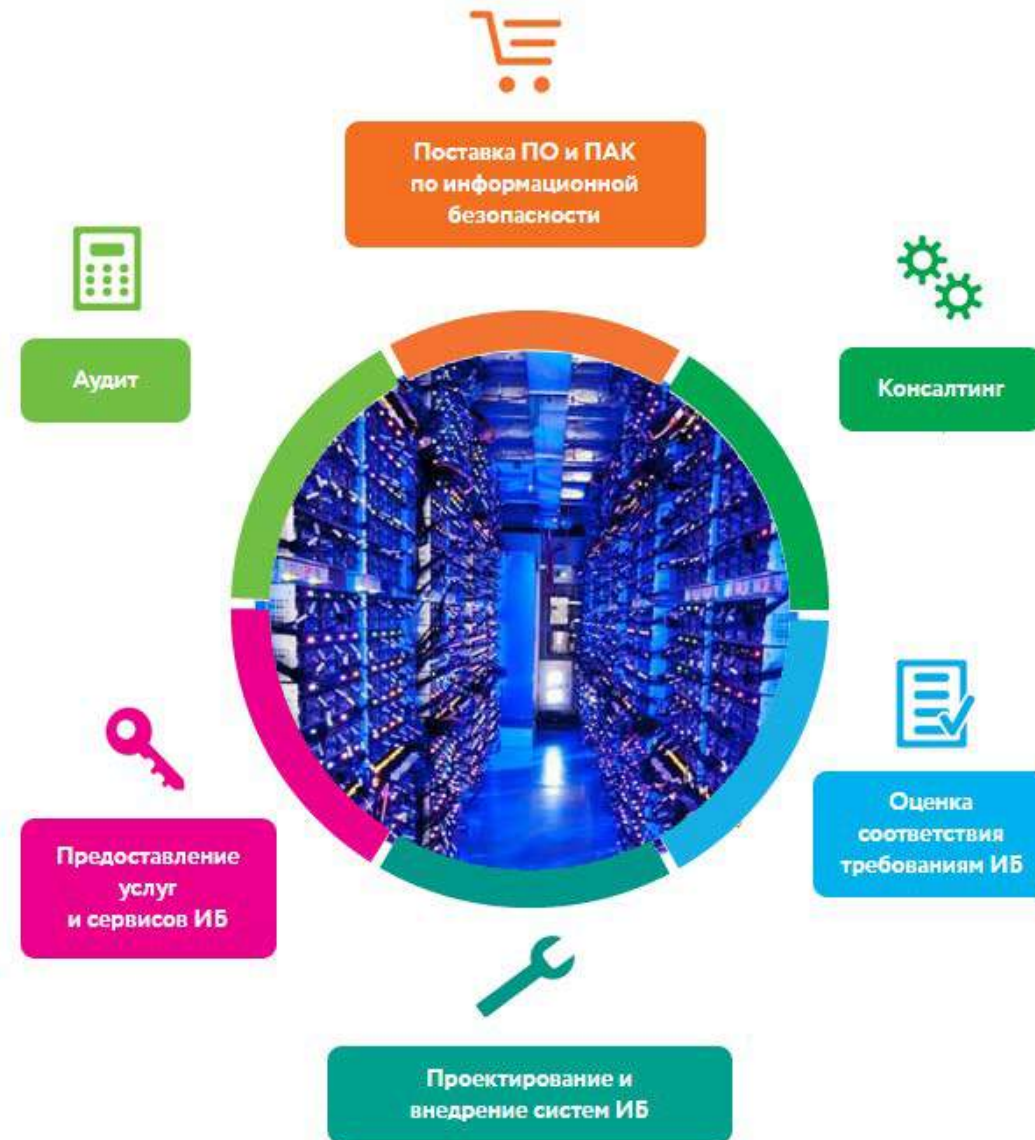 Поставка ПО и ПАК
по информационной
безопасности
Аудит
Консалтинг
Оценка
соответствия
требованиям ИБ
Предоставление
услуг
и сервисов ИБ
Проектирование и
внедрение систем ИБ